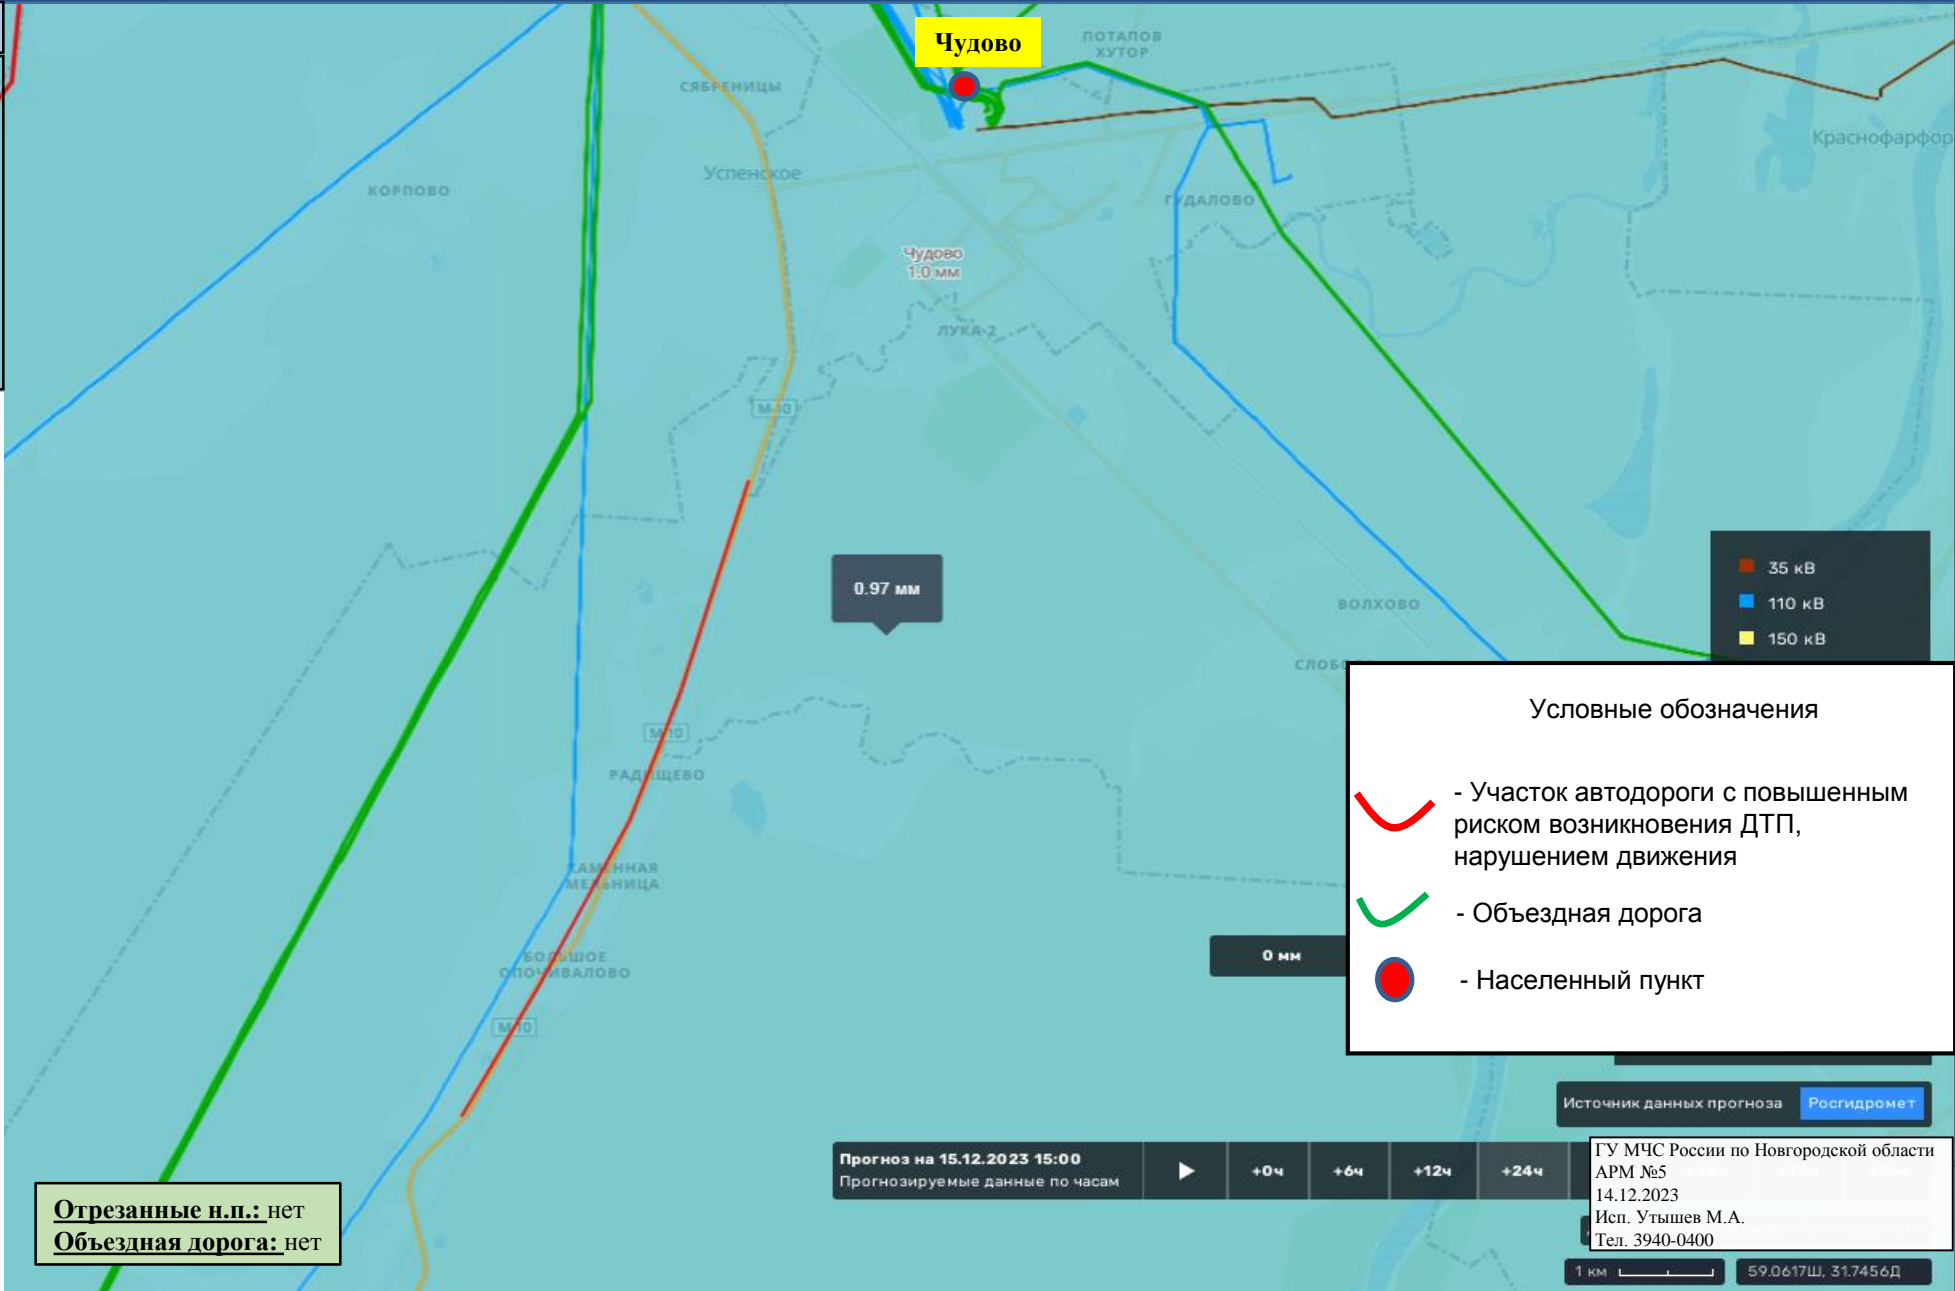 Чудово
ПОТАПОВ
ХУТОР
СЯБРЕНИЦЫ
Краснофарфор
Успенское
КОРПОВО
ГУДАЛОВО
Чудово
1.0 мм
ЛУКА-2
М-10
0.97 мм
35 кВ
110 кВ
150 кВ
ВОЛХОВО
СЛОБО
Условные обозначения
- Участок автодороги с повышенным
риском возникновения ДТП,
нарушением движения
- Объездная дорога
- Населенный пункт
М-10
РАДИЩЕВО
КАМЕННАЯ
МЕЛЬНИЦА
БОЛЬШОЕ
ОПОЧИВАЛОВО
0 мм
М-10
Источник данных прогноза Росгидромет
Прогноз на 15.12.2023 15:00
Прогнозируемые данные по часам
+0ч +6ч +12ч +24ч
ГУ МЧС России по Новгородской области
АРМ №5
14.12.2023
Исп. Утышев М.А.
Тел. 3940-0400
Отрезанные н.п.: нет
Объездная дорога: нет
1 км
59.0617Ш, 31.7456Д